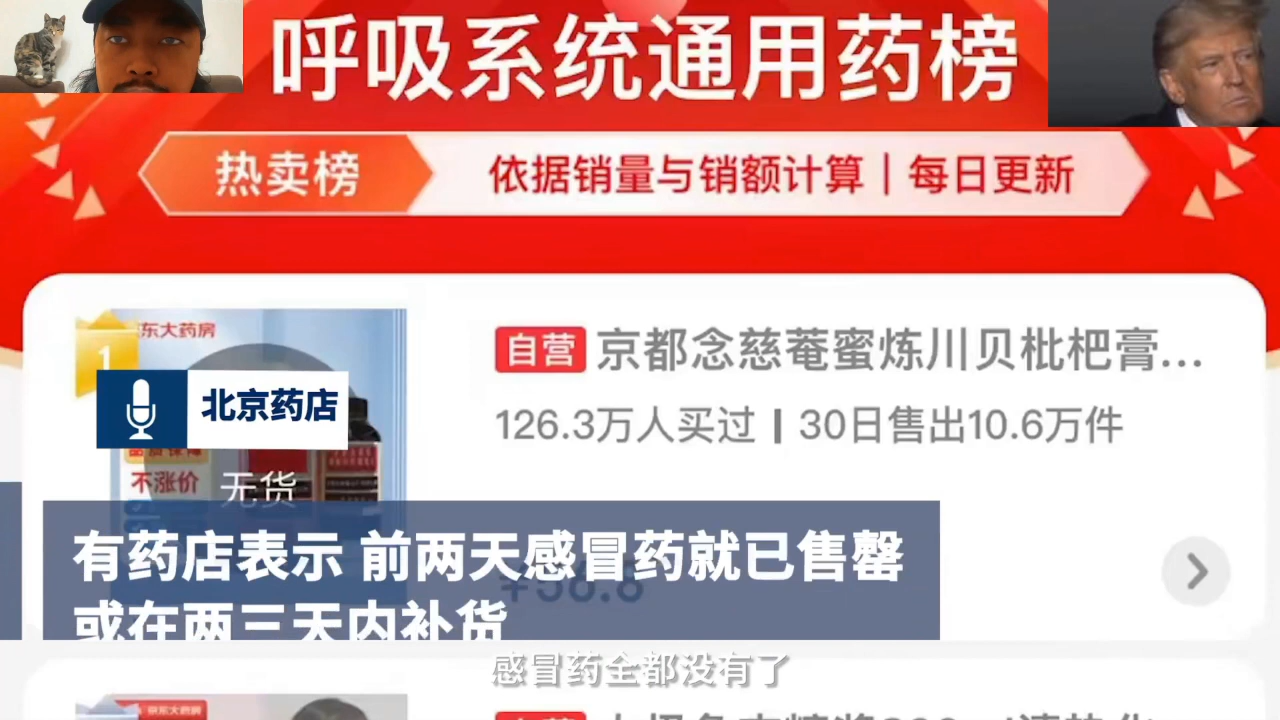 呼吸系统通用药榜
热卖榜
依据销量与销额计算｜每日更新
东大药房
1
自营 京都念慈菴蜜炼川贝枇杷膏...
126.3万人买过 | 30日售出10.6万件
北京药店
不涨价
无货
有药店表示 前两天感冒药就已售罄
或在两三天内补货
感冒药全都没有了
京东大药房